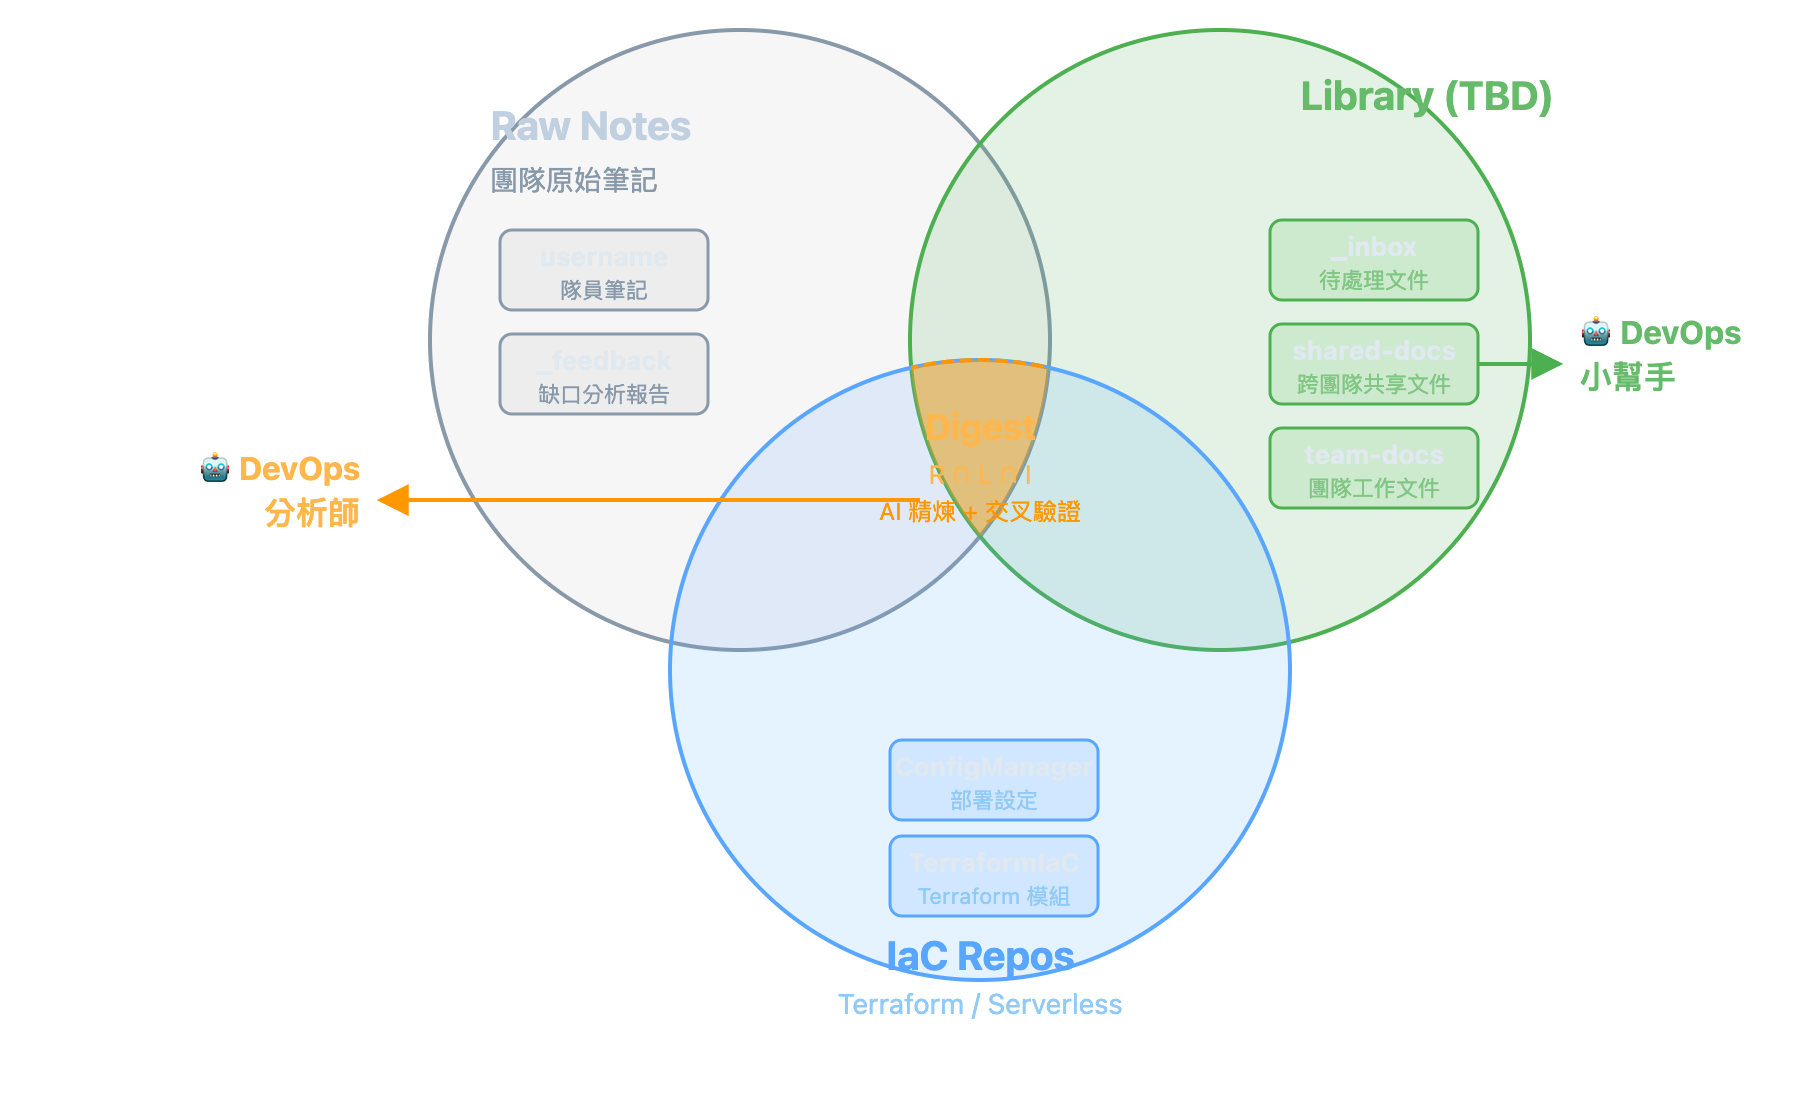 Raw Notes
團隊原始筆記
username
隊員筆記
_feedback
缺口分析報告
Library (TBD)
_inbox
待處理文件
shared-docs
跨團隊共享文件
team-docs
團隊工作文件
DevOps
小幫手
Digest
AI 精煉 + 交叉驗證
DevOps
分析師
ConfigManager
部署設定
TerraformIaC
Terraform 模組
IaC Repos
Terraform / Serverless